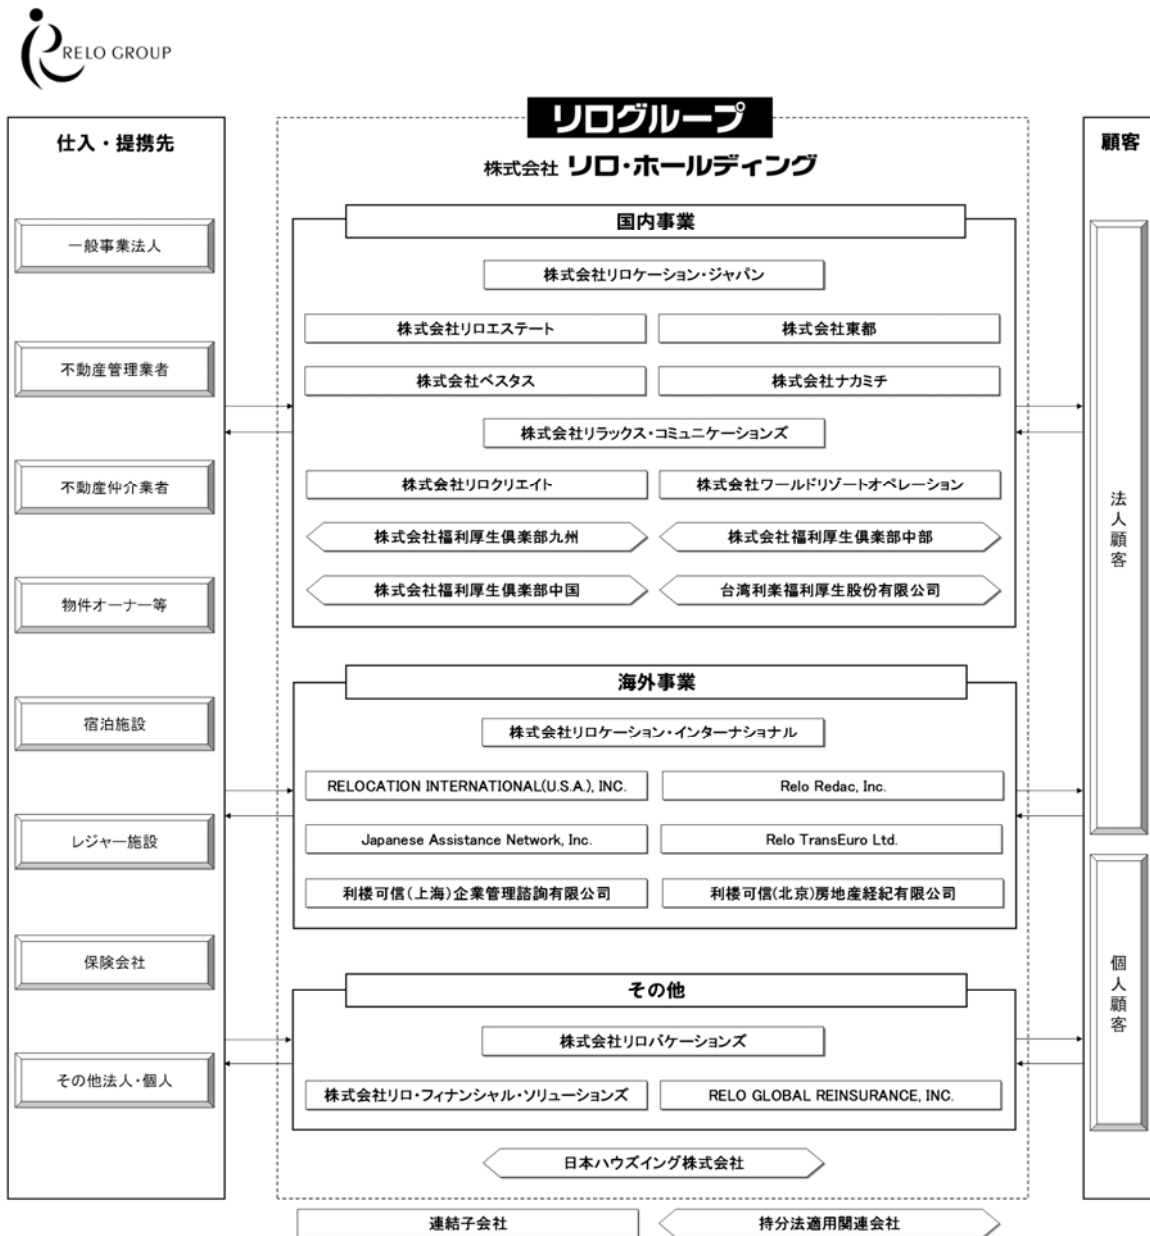 RELO GROUP
仕入・提携先
一般事業法人
不動産管理業者
不動産仲介業者
物件オーナー等
宿泊施設
レジャー施設
保険会社
その他法人・個人
リログループ
株式会社 リロ・ホールディング
国内事業
株式会社リロケーション・ジャパン
株式会社リロエステート
株式会社東都
株式会社ベスタス
株式会社ナカミチ
株式会社リラックス・コミュニケーションズ
株式会社リロクリエイト
株式会社ワールドリゾートオペレーション
株式会社福利厚生倶楽部九州
株式会社福利厚生倶楽部中部
株式会社福利厚生倶楽部中国
台湾利楽福利厚生股份有限公司
海外事業
株式会社リロケーション・インターナショナル
RELOCATION INTERNATIONAL(U.S.A.), INC.
Relo Redac, Inc.
Japanese Assistance Network, Inc.
Relo TransEuro Ltd.
利楼可信(上海)企業管理諮詢有限公司
利楼可信(北京)房地産経紀有限公司
その他
株式会社リロバケーションズ
株式会社リロ・フィナンシャル・ソリューションズ
RELO GLOBAL REINSURANCE, INC.
日本ハウズイング株式会社
連結子会社
持分法適用関連会社
顧客
法人顧客
個人顧客